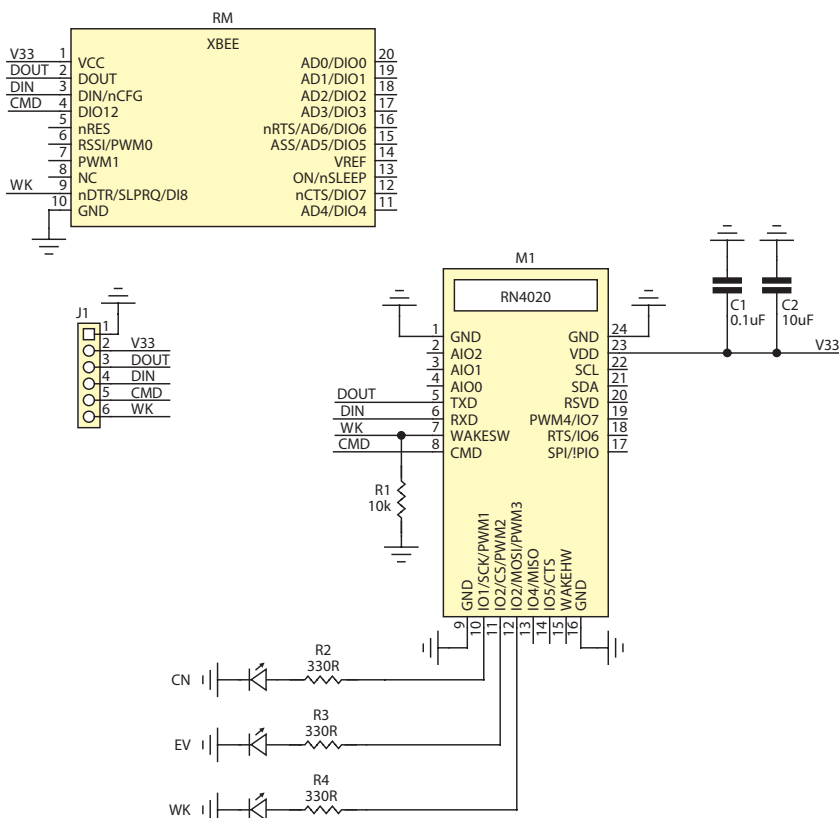 RM
XBEE
V33 1 VCC AD0/DIO0 20
DOUT 2 DOUT AD1/DIO1 19
DIN 3 DIN/nCFG AD2/DIO2 18
CMD 4 DIO12 AD3/DIO3 17
5 nRES nRTS/AD6/DIO6 16
6 RSSI/PWM0 ASS/AD5/DIO5 15
7 PWM1 VREF 14
8 NC ON/nSLEEP 13
WK 9 nDTR/SLPRQ/DI8 nCTS/DIO7 12
10 GND AD4/DIO4 11
J1
1
2 V33
3 DOUT
4 DIN
5 CMD
6 WK
M1
RN4020
1 GND GND 24
2 AIO2 VDD 23 V33
3 AIO1 SCL 22
4 AIO0 SDA 21
DOUT 5 TXD RSVD 20
DIN 6 RXD PWM4/IO7 19
WK 7 WAKESW RTS/IO6 18
CMD 8 CMD SPI/!PIO 17
C1
0.1uF
C2
10uF
R1
10k
GND
IO1/SCK/PWM1
IO2/CS/PWM2
IO2/MOSI/PWM3
IO4/MISO
IO5/CTS
WAKEHW
GND
9 10 11 12 13 14 15 16
R2
CN 330R
R3
EV 330R
R4
WK 330R